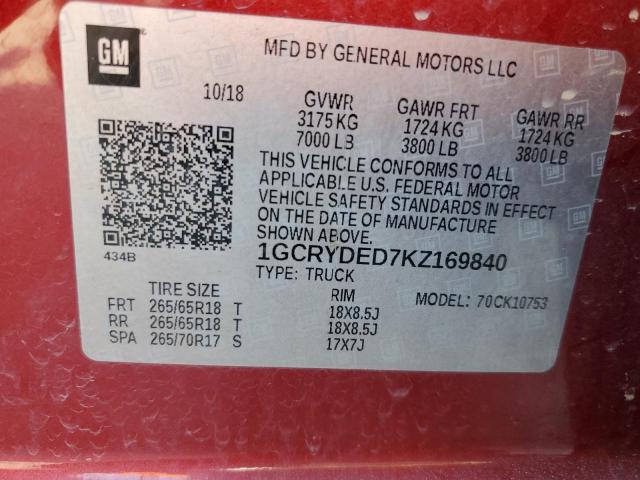 GM
MFD BY GENERAL MOTORS LLC
10/18 GVWR GAWR FRT GAWR RR
3175 KG 1724 KG 1724 KG
7000 LB 3800 LB 3800 LB
THIS VEHICLE CONFORMS TO ALL
APPLICABLE U.S. FEDERAL MOTOR
VEHICLE SAFETY STANDARDS IN EFFECT
ON THE DATE OF MANUFACTURE
SHOWN ABOVE.
434B
1GCRYDED7KZ169840
TYPE: TRUCK
MODEL: 70CK10753
TIRE SIZE RIM
FRT 265/65R18 T 18X8.5J
RR 265/65R18 T 18X8.5J
SPA 265/70R17 S 17X7J